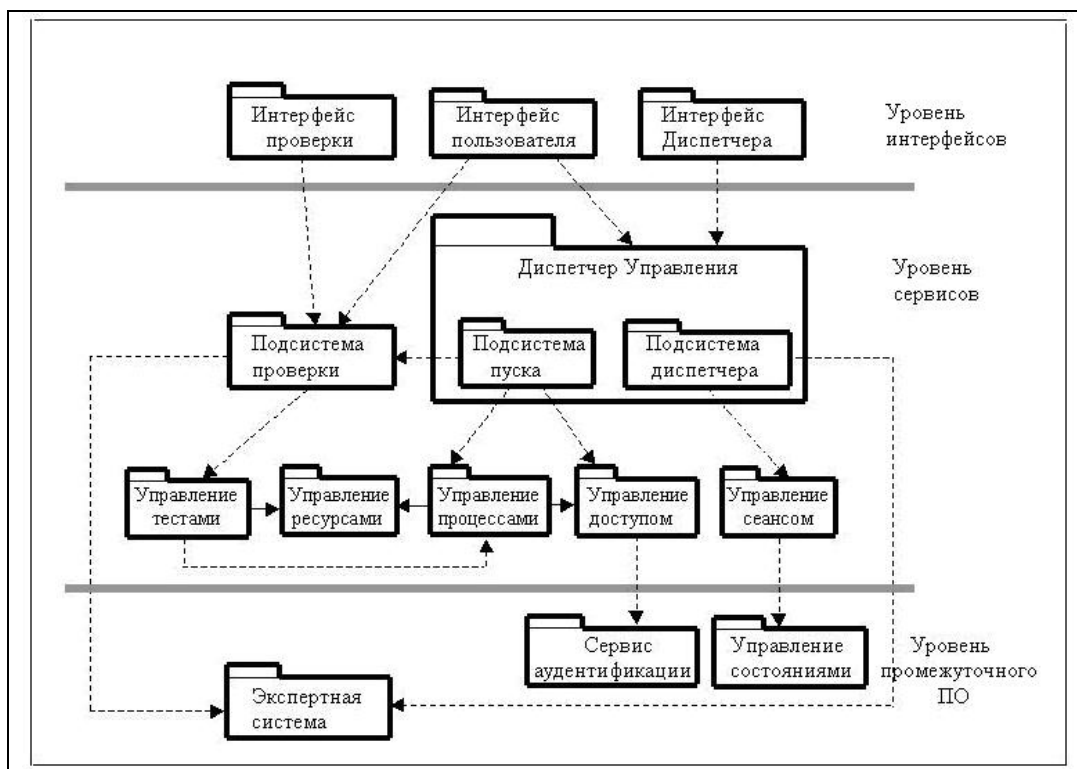 Интерфейс
проверки
Интерфейс
пользователя
Интерфейс
Диспетчера
Уровень
интерфейсов
Диспетчер Управления
Уровень
сервисов
Подсистема
проверки
Подсистема
пуска
Подсистема
диспетчера
Управление
тестами
Управление
ресурсами
Управление
процессами
Управление
доступом
Управление
сеансом
Сервис
аудентификации
Управление
состояниями
Уровень
промежуточного
ПО
Экспертная
система